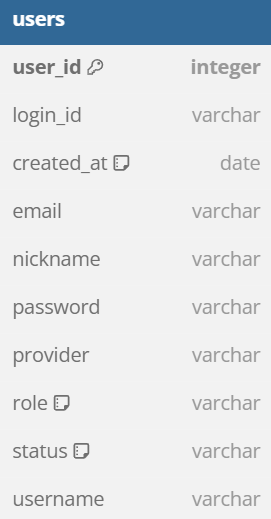 users
user_id integer
login_id varchar
created_at date
email varchar
nickname varchar
password varchar
provider varchar
role varchar
status varchar
username varchar